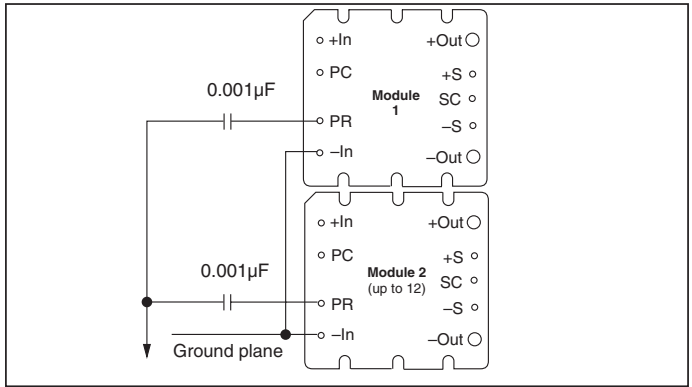 +In
+Out
PC
+S
0.001µF
Module
1
SC
PR
–S
–In
–Out
+In
+Out
PC
+S
0.001µF
Module 2
(up to 12)
SC
PR
–S
–In
–Out
Ground plane